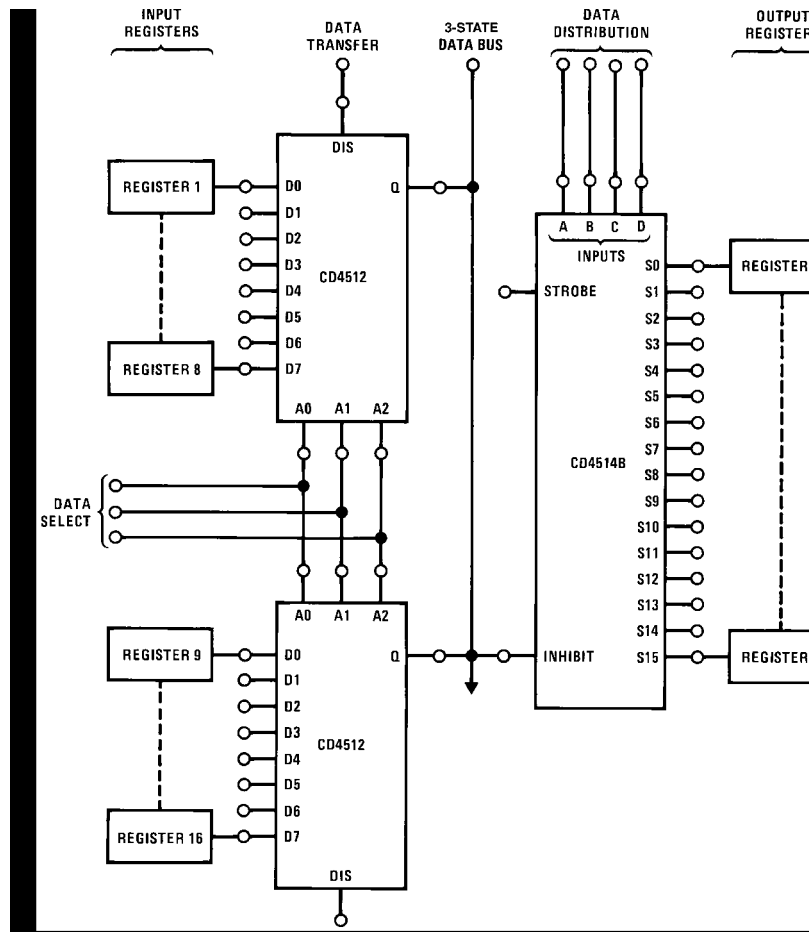 INPUT
REGISTERS
DATA
TRANSFER
3-STATE
DATA BUS
DATA
DISTRIBUTION
OUTPUT
REGISTER
DIS
REGISTER 1
D0
Q
D1
D2
D3
CD4512
D4
D5
D6
REGISTER 8
D7
A0 A1 A2
A B C D
INPUTS
S0
REGISTER
STROBE
S1
S2
S3
S4
S5
S6
S7
CD4514B
S8
S9
S10
S11
S12
S13
S14
INHIBIT
S15
REGISTER
DATA
SELECT
A0 A1 A2
REGISTER 9
D0
Q
D1
D2
D3
CD4512
D4
D5
D6
REGISTER 16
D7
DIS